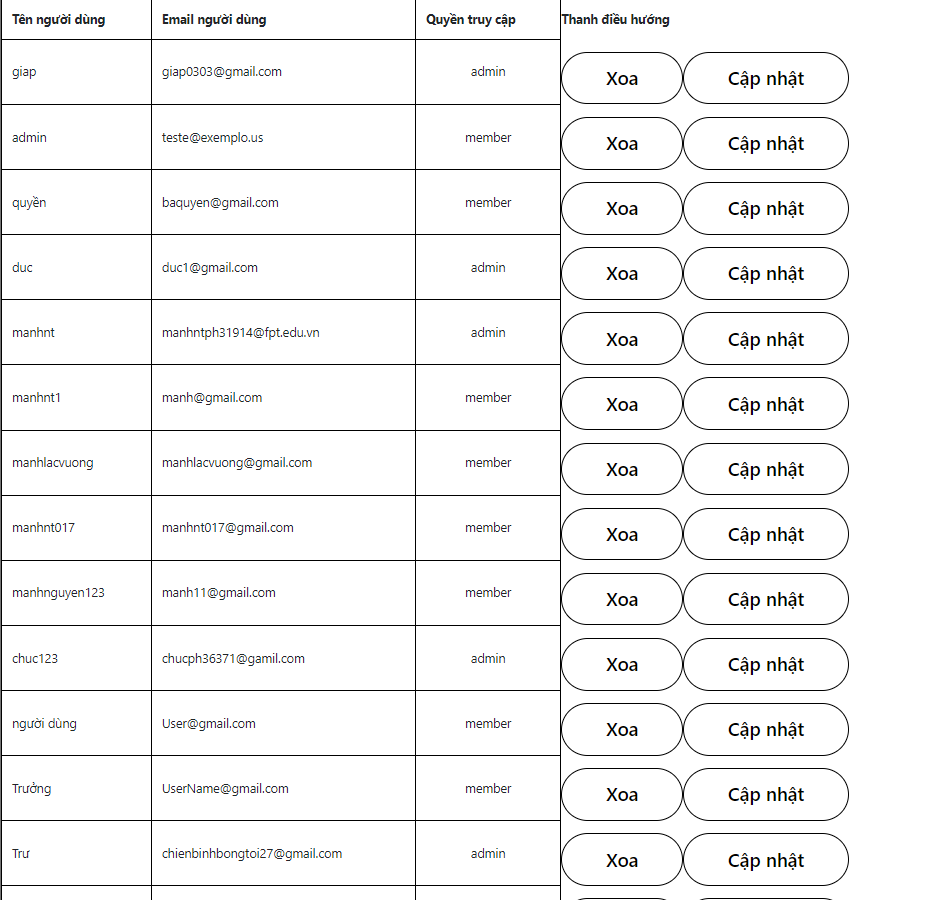 Tên người dùng Email người dùng Quyền truy cập Thanh điều hướng
giap giap0303@gmail.com admin Xoa Cập nhật
admin teste@exemplo.us member Xoa Cập nhật
quyền baquyen@gmail.com member Xoa Cập nhật
duc duc1@gmail.com admin Xoa Cập nhật
manhnt manhntph31914@fpt.edu.vn admin Xoa Cập nhật
manhnt1 manh@gmail.com member Xoa Cập nhật
manhlacvuong manhlacvuong@gmail.com member Xoa Cập nhật
manhnt017 manhnt017@gmail.com member Xoa Cập nhật
manhnguyen123 manh11@gmail.com member Xoa Cập nhật
chuc123 chucph36371@gamil.com admin Xoa Cập nhật
người dùng User@gmail.com member Xoa Cập nhật
Trưởng UserName@gmail.com member Xoa Cập nhật
Trư chienbinhbongtoi27@gmail.com admin Xoa Cập nhật